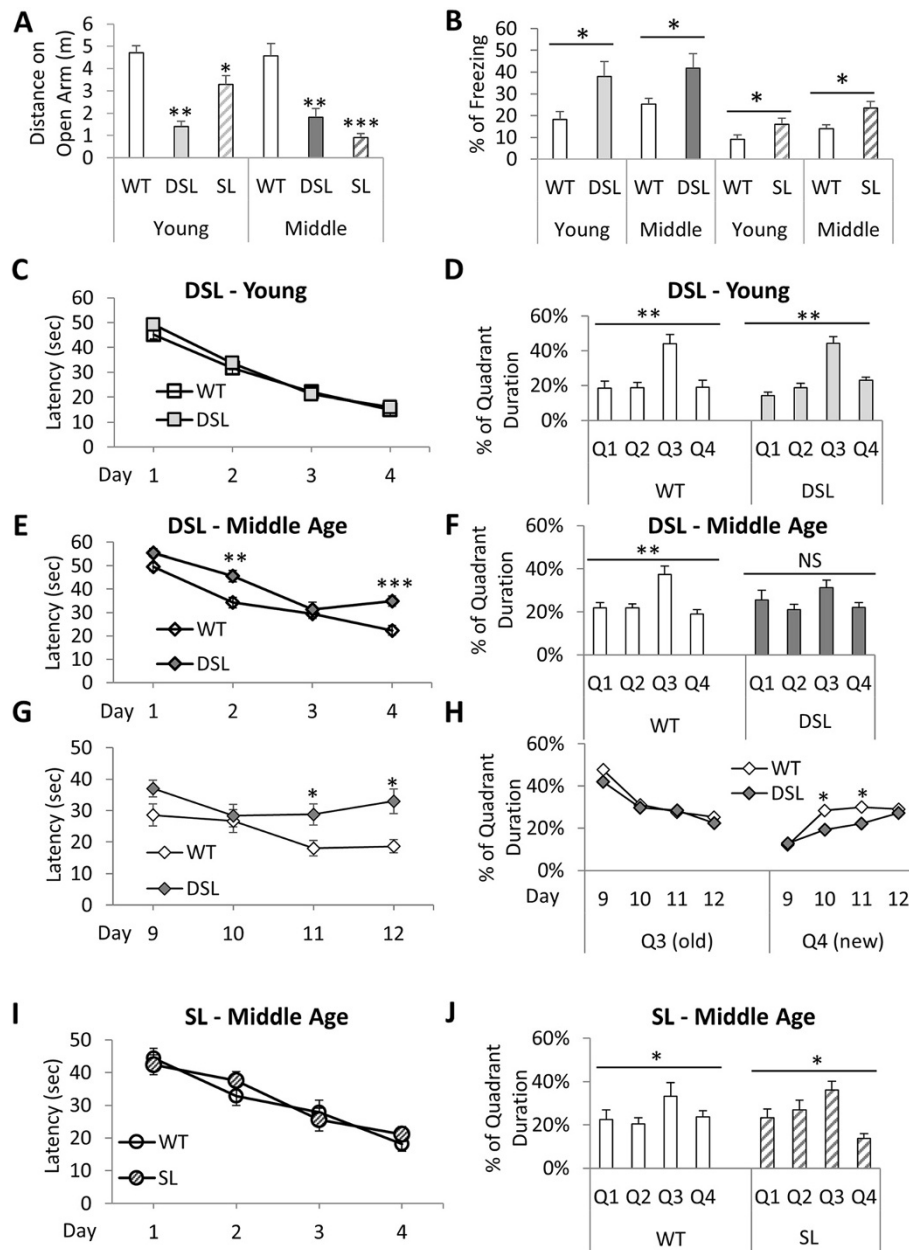 A
Distance on
Open Arm (m)
6
5
4
3
2
1
0
**
*
**
***
WT DSL SL WT DSL SL
Young Middle
B
% of Freezing
60
50
40
30
20
10
0
* * * *
WT DSL WT DSL WT SL WT SL
Young Middle Young Middle
C
DSL - Young
Latency (sec)
60
50
40
30
20
10
0
WT
DSL
Day 1 2 3 4
D
DSL - Young
% of Quadrant
Duration
60%
40%
20%
0%
** **
Q1 Q2 Q3 Q4 Q1 Q2 Q3 Q4
WT DSL
E
DSL - Middle Age
Latency (sec)
60
50
40
30
20
10
0
**
***
WT
DSL
Day 1 2 3 4
F
DSL - Middle Age
% of Quadrant
Duration
60%
40%
20%
0%
** NS
Q1 Q2 Q3 Q4 Q1 Q2 Q3 Q4
WT DSL
G
Latency (sec)
50
40
30
20
10
0
* *
WT
DSL
Day 9 10 11 12
H
% of Quadrant
Duration
60%
40%
20%
0%
WT
DSL
* *
Day 9 10 11 12 Day 9 10 11 12
Q3 (old) Q4 (new)
I
SL - Middle Age
Latency (sec)
50
40
30
20
10
0
WT
SL
Day 1 2 3 4
J
SL - Middle Age
% of Quadrant
Duration
60%
40%
20%
0%
* *
Q1 Q2 Q3 Q4 Q1 Q2 Q3 Q4
WT SL